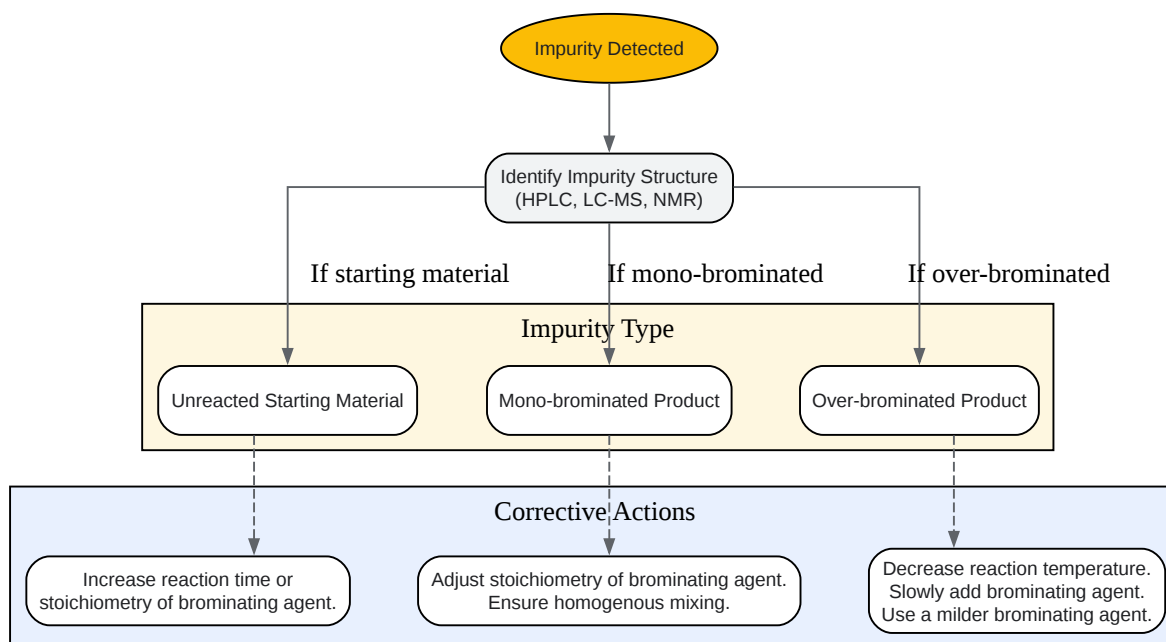 Impurity Detected
Identify Impurity Structure
(HPLC, LC-MS, NMR)
If starting material
If mono-brominated
If over-brominated
Impurity Type
Unreacted Starting Material
Mono-brominated Product
Over-brominated Product
Corrective Actions
Increase reaction time or
stoichiometry of brominating agent.
Adjust stoichiometry of brominating agent.
Ensure homogenous mixing.
Decrease reaction temperature.
Slowly add brominating agent.
Use a milder brominating agent.